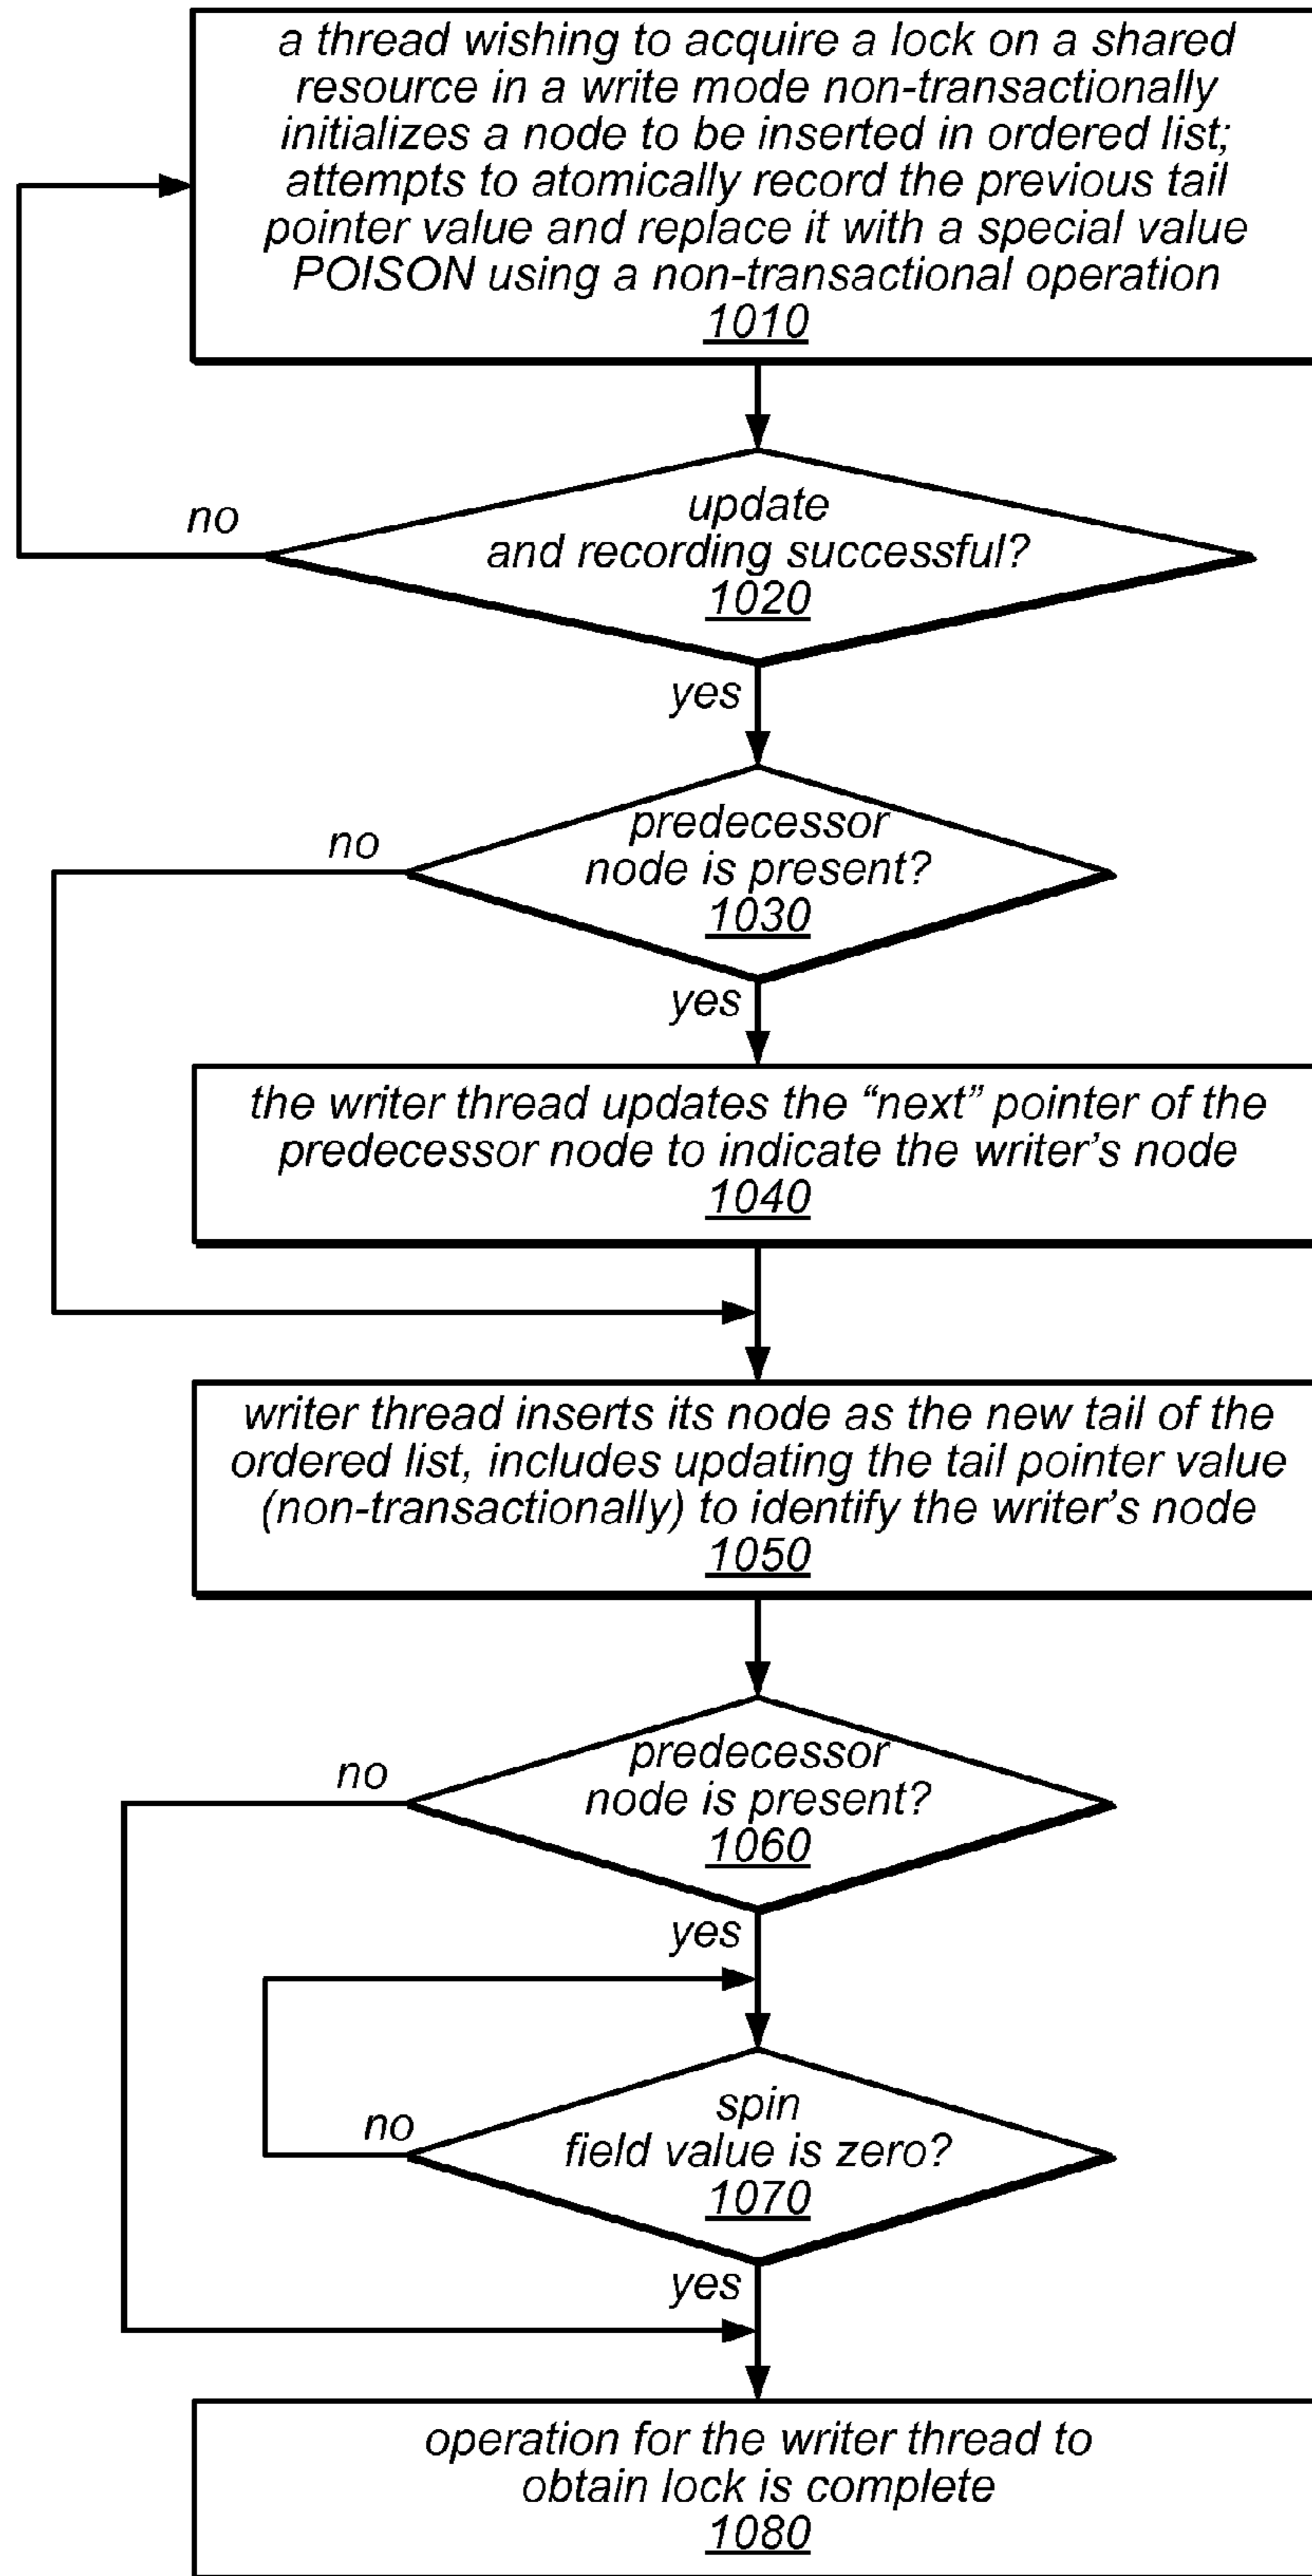 a thread wishing to acquire a lock on a shared
resource in a write mode non-transactionally
initializes a node to be inserted in ordered list;
attempts to atomically record the previous tail
pointer value and replace it with a special value
POISON using a non-transactional operation
1010
no
update
and recording successful?
1020
yes
no
predecessor
node is present?
1030
yes
the writer thread updates the “next” pointer of the
predecessor node to indicate the writer’s node
1040
writer thread inserts its node as the new tail of the
ordered list, includes updating the tail pointer value
(non-transactionally) to identify the writer’s node
1050
no
predecessor
node is present?
1060
yes
no
spin
field value is zero?
1070
yes
operation for the writer thread to
obtain lock is complete
1080